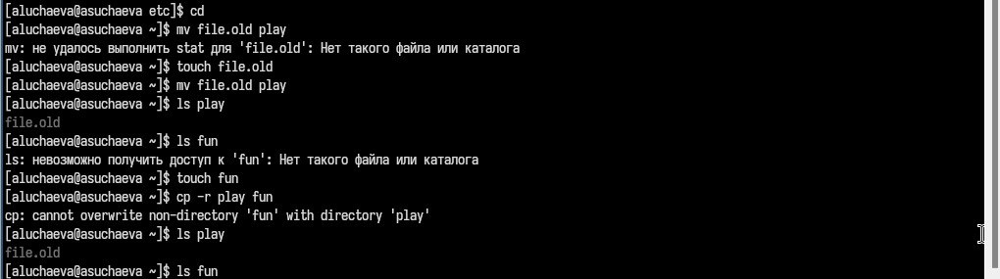 [aluchaeva@asuchaeva etc]$ cd
[aluchaeva@asuchaeva ~]$ mv file.old play
mv: не удалось выполнить stat для 'file.old': Нет такого файла или каталога
[aluchaeva@asuchaeva ~]$ touch file.old
[aluchaeva@asuchaeva ~]$ mv file.old play
[aluchaeva@asuchaeva ~]$ ls play
file.old
[aluchaeva@asuchaeva ~]$ ls fun
ls: невозможно получить доступ к 'fun': Нет такого файла или каталога
[aluchaeva@asuchaeva ~]$ touch fun
[aluchaeva@asuchaeva ~]$ cp -r play fun
cp: cannot overwrite non-directory 'fun' with directory 'play'
[aluchaeva@asuchaeva ~]$ ls play
file.old
[aluchaeva@asuchaeva ~]$ ls fun